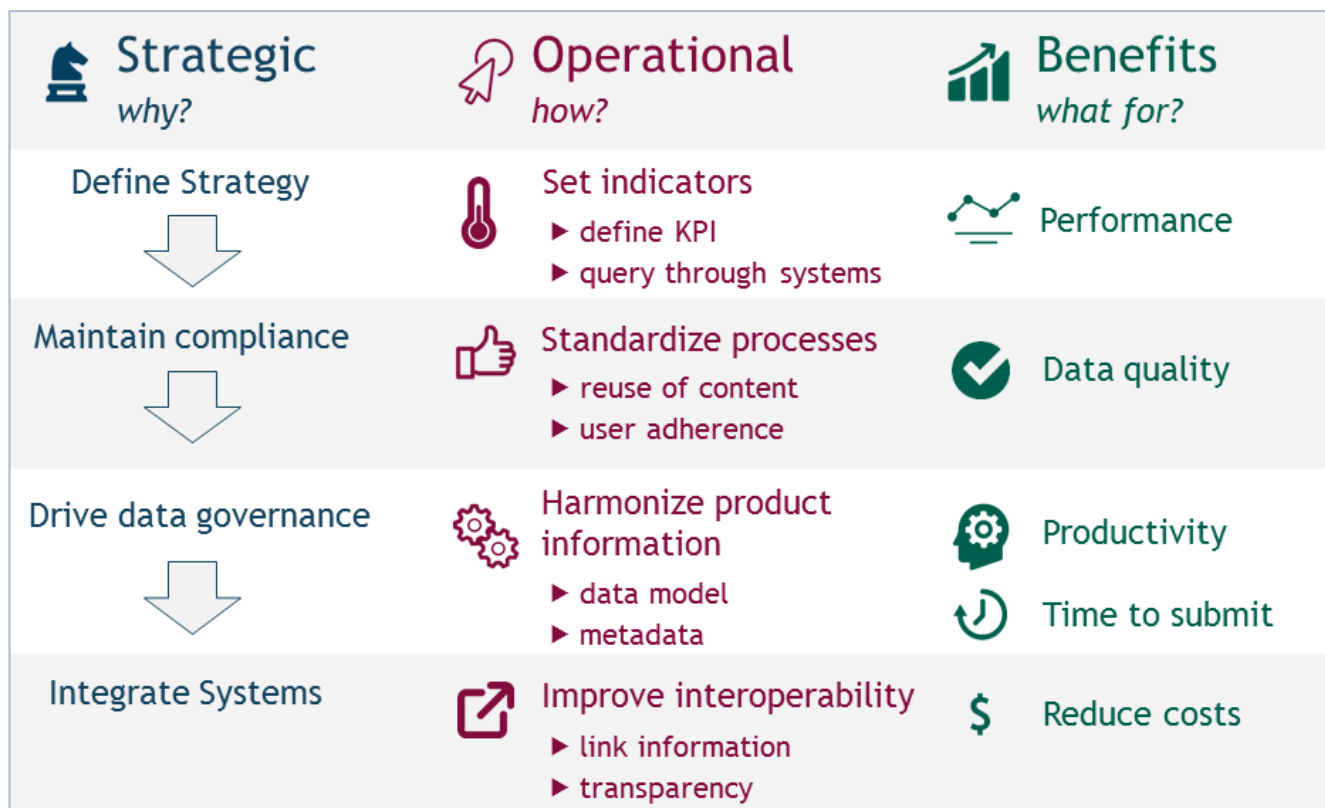 Strategic
why?
Operational
how?
Benefits
what for?
Define Strategy
Set indicators
► define KPI
► query through systems
Performance
Maintain compliance
Standardize processes
► reuse of content
► user adherence
Data quality
Drive data governance
Harmonize product
information
► data model
► metadata
Productivity
Time to submit
Integrate Systems
Improve interoperability
► link information
► transparency
$
Reduce costs